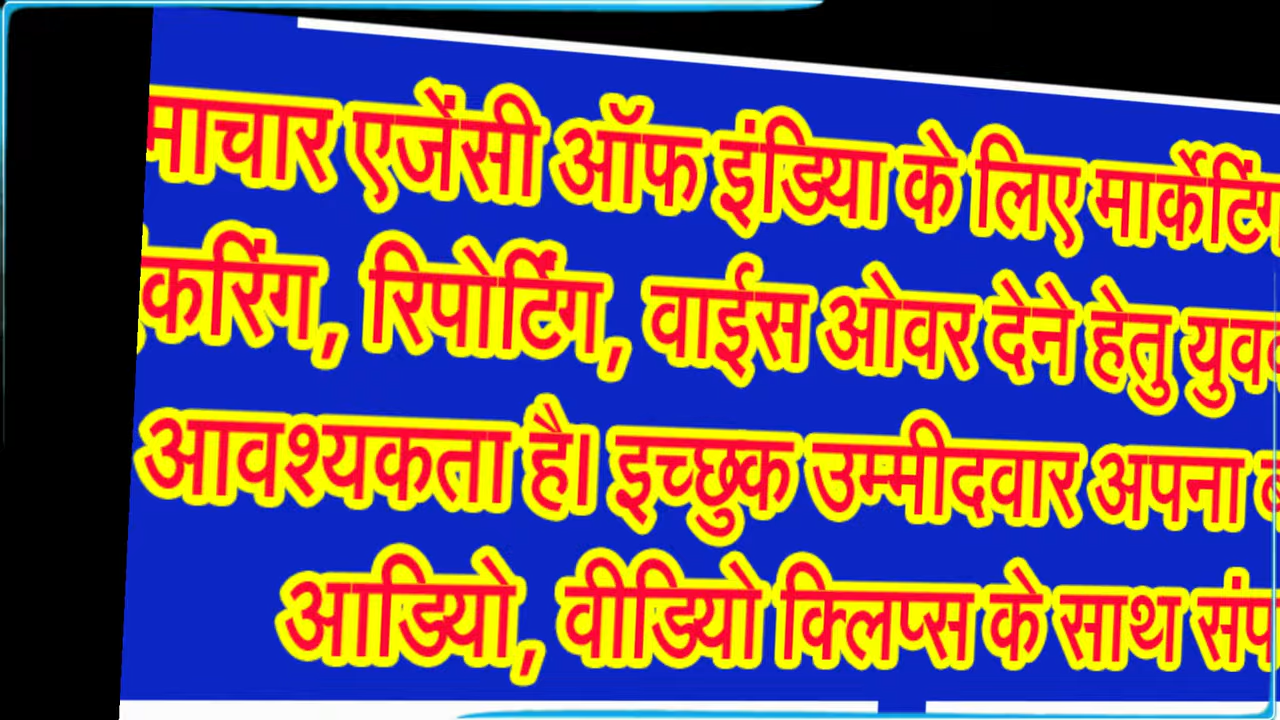 माचार एजेंसी ऑफ इंडिया के लिए मार्केटिंग
करिंग, रिपोर्टिंग, वाईस ओवर देने हेतु
आवश्यकता है। इच्छुक उम्मीदवार अपना
आडियो, वीडियो क्लिप्स के साथ